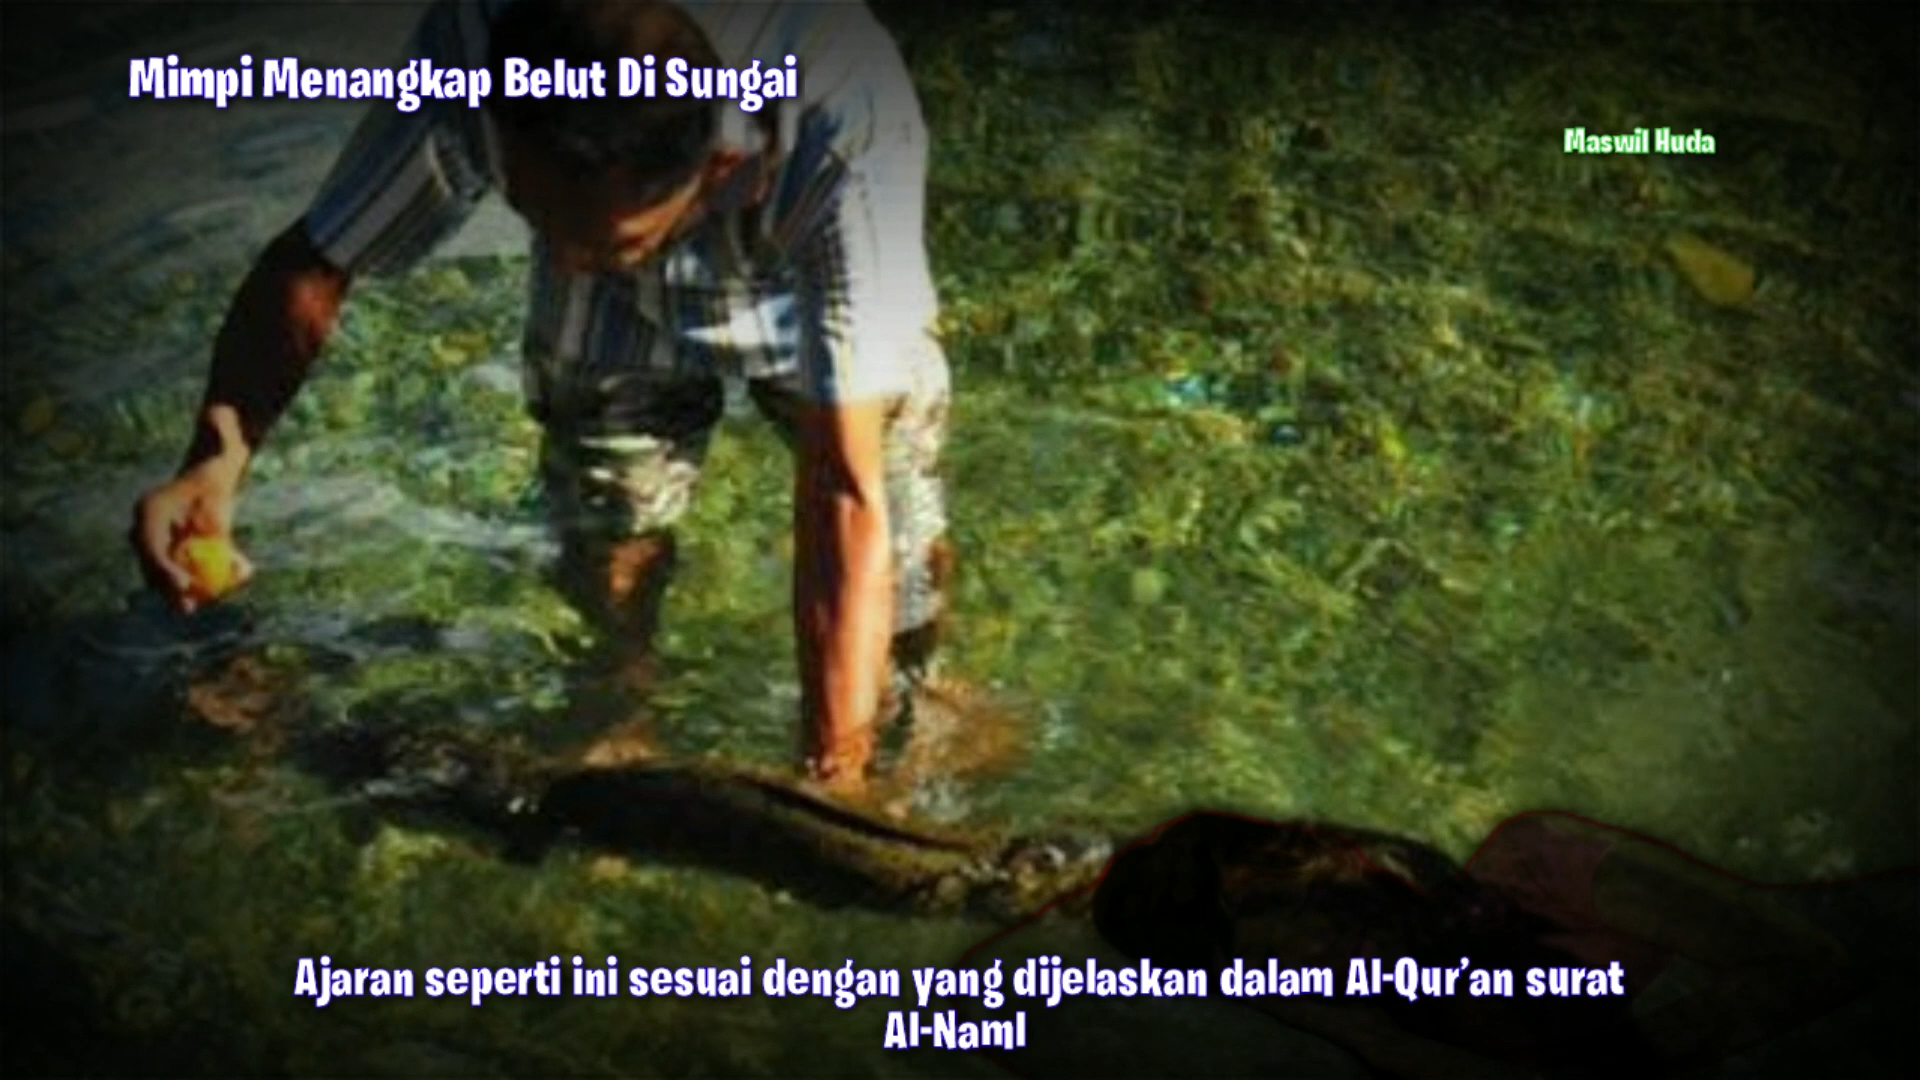 Mimpi Menangkap Belut Di Sungai
Maswil Huda
Ajaran seperti ini sesuai dengan yang dijelaskan dalam Al-Qur’an surat
Al-Naml